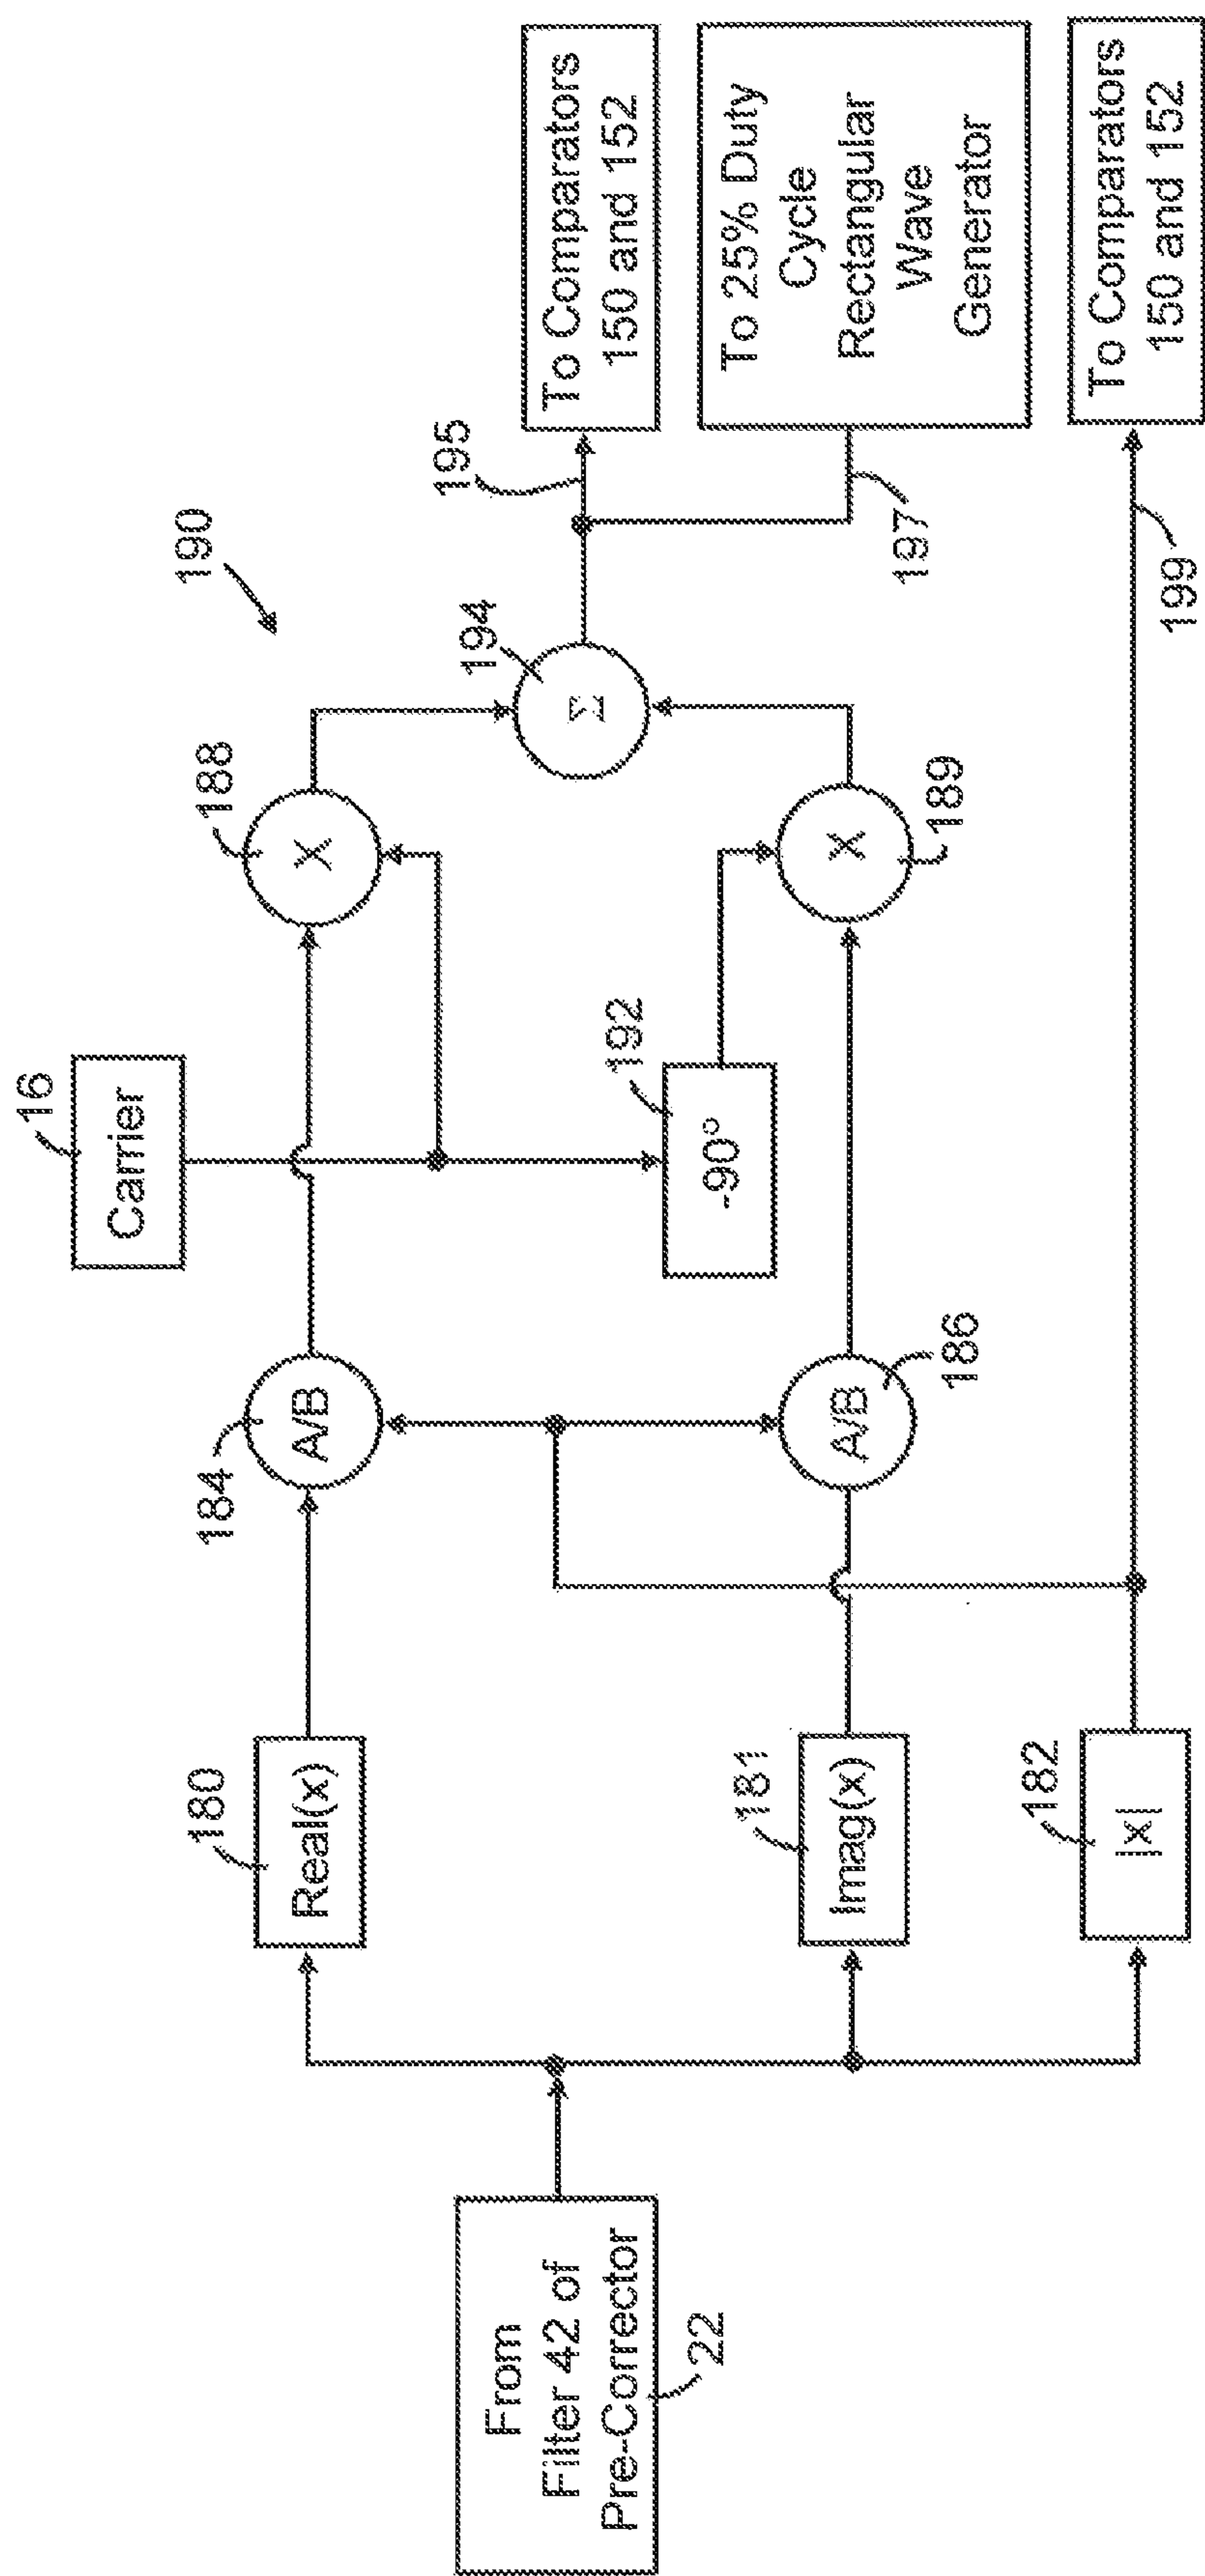 From
Filter 42 of
Pre-Corrector
22
180
Real(x)
181
Imag(x)
182
|x|
184
A/B
A/B
186
16
Carrier
192
-90°
188
X
X
189
190
194
Σ
195
197
199
To Comparators
150 and 152
To 25% Duty
Cycle
Rectangular
Wave
Generator
To Comparators
150 and 152